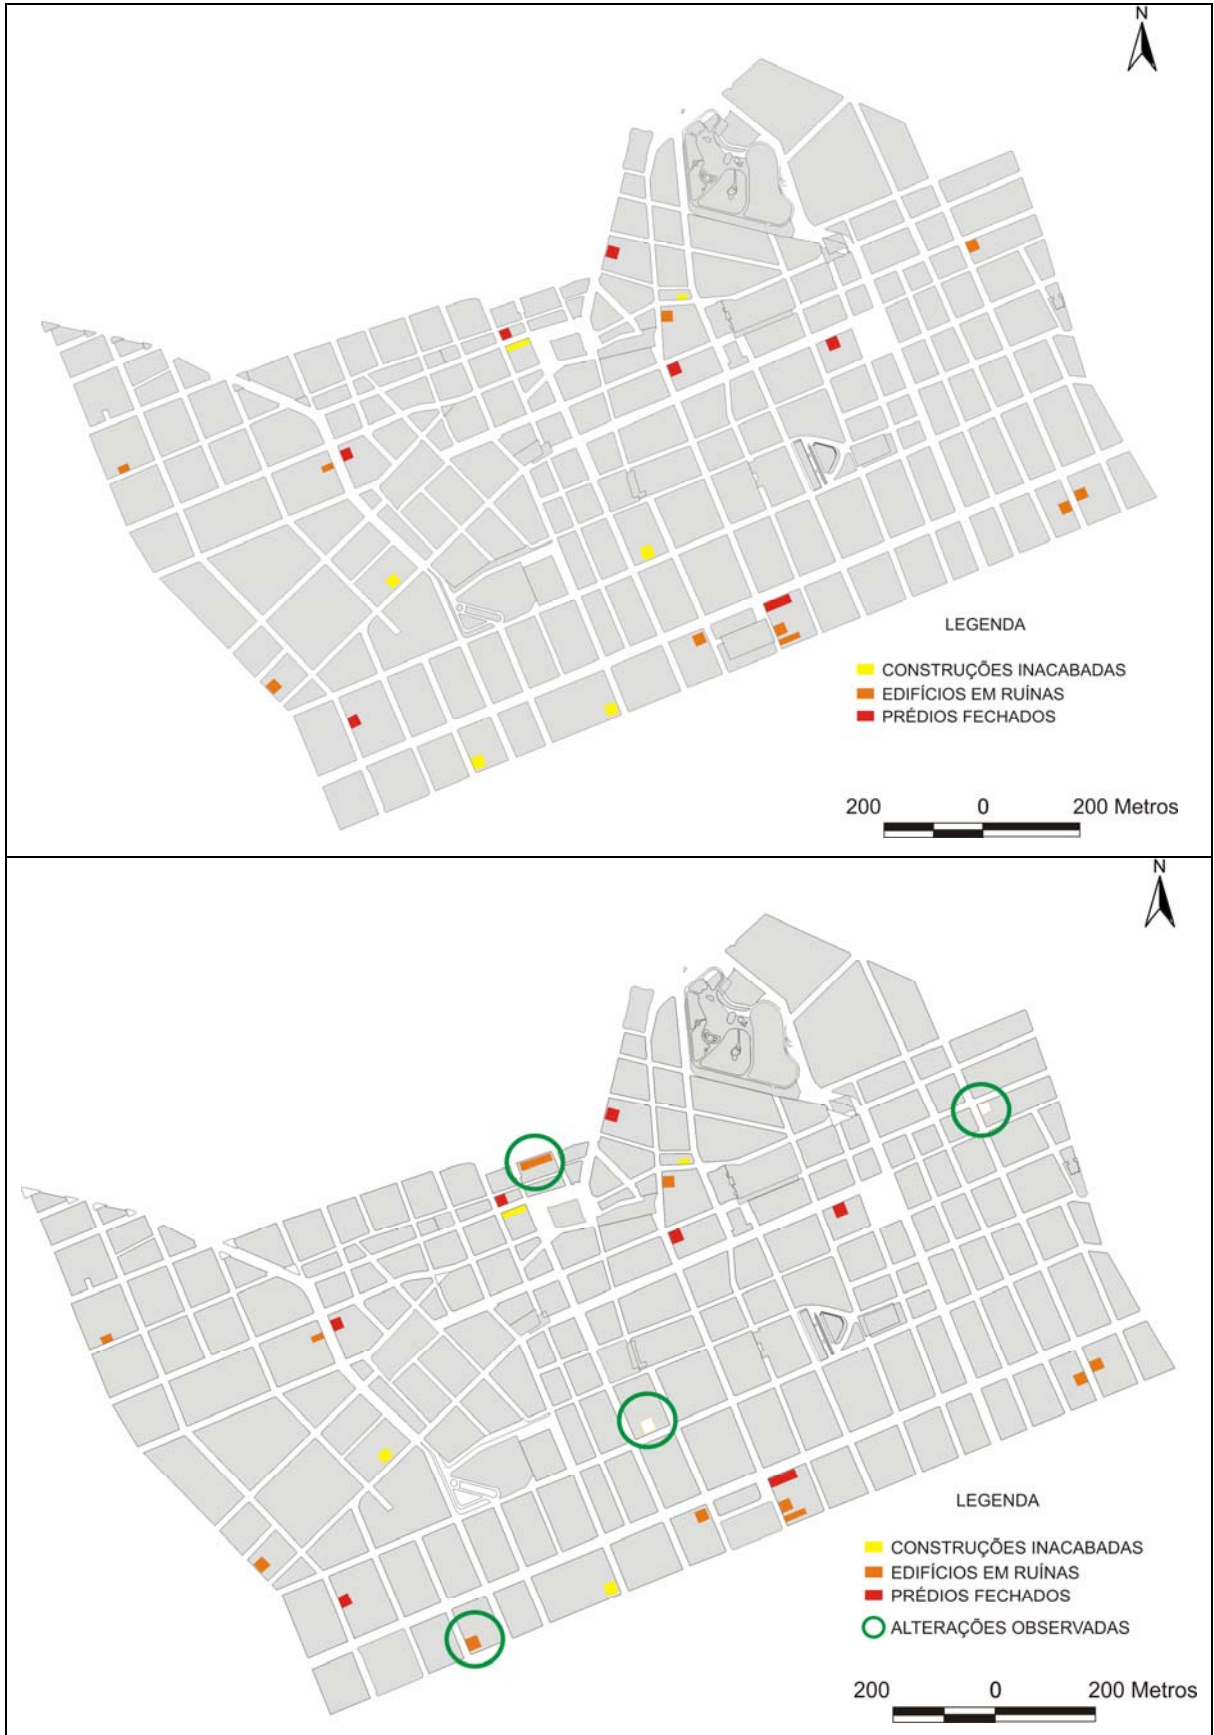 N
LEGENDA
CONSTRUÇÕES INACABADAS
EDIFÍCIOS EM RUÍNAS
PRÉDIOS FECHADOS
200 0 200 Metros
N
LEGENDA
CONSTRUÇÕES INACABADAS
EDIFÍCIOS EM RUÍNAS
PRÉDIOS FECHADOS
ALTERAÇÕES OBSERVADAS
200 0 200 Metros